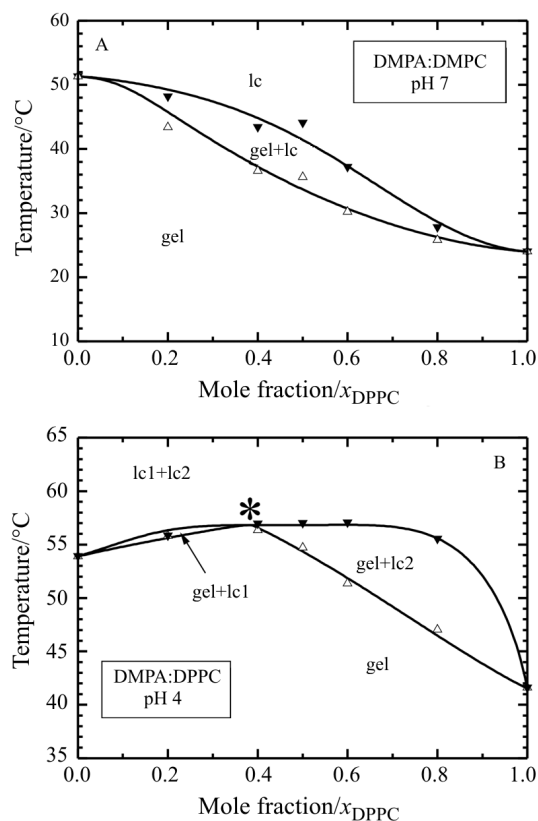 A
DMPA:DMPC
pH 7
lc
gel+lc
gel
60
50
40
30
20
10
Temperature/°C
0.0 0.2 0.4 0.6 0.8 1.0
Mole fraction/xDPPC
B
lc1+lc2
*
gel+lc2
gel+lc1
gel
DMPA:DPPC
pH 4
65
60
55
50
45
40
35
Temperature/°C
0.0 0.2 0.4 0.6 0.8 1.0
Mole fraction/xDPPC